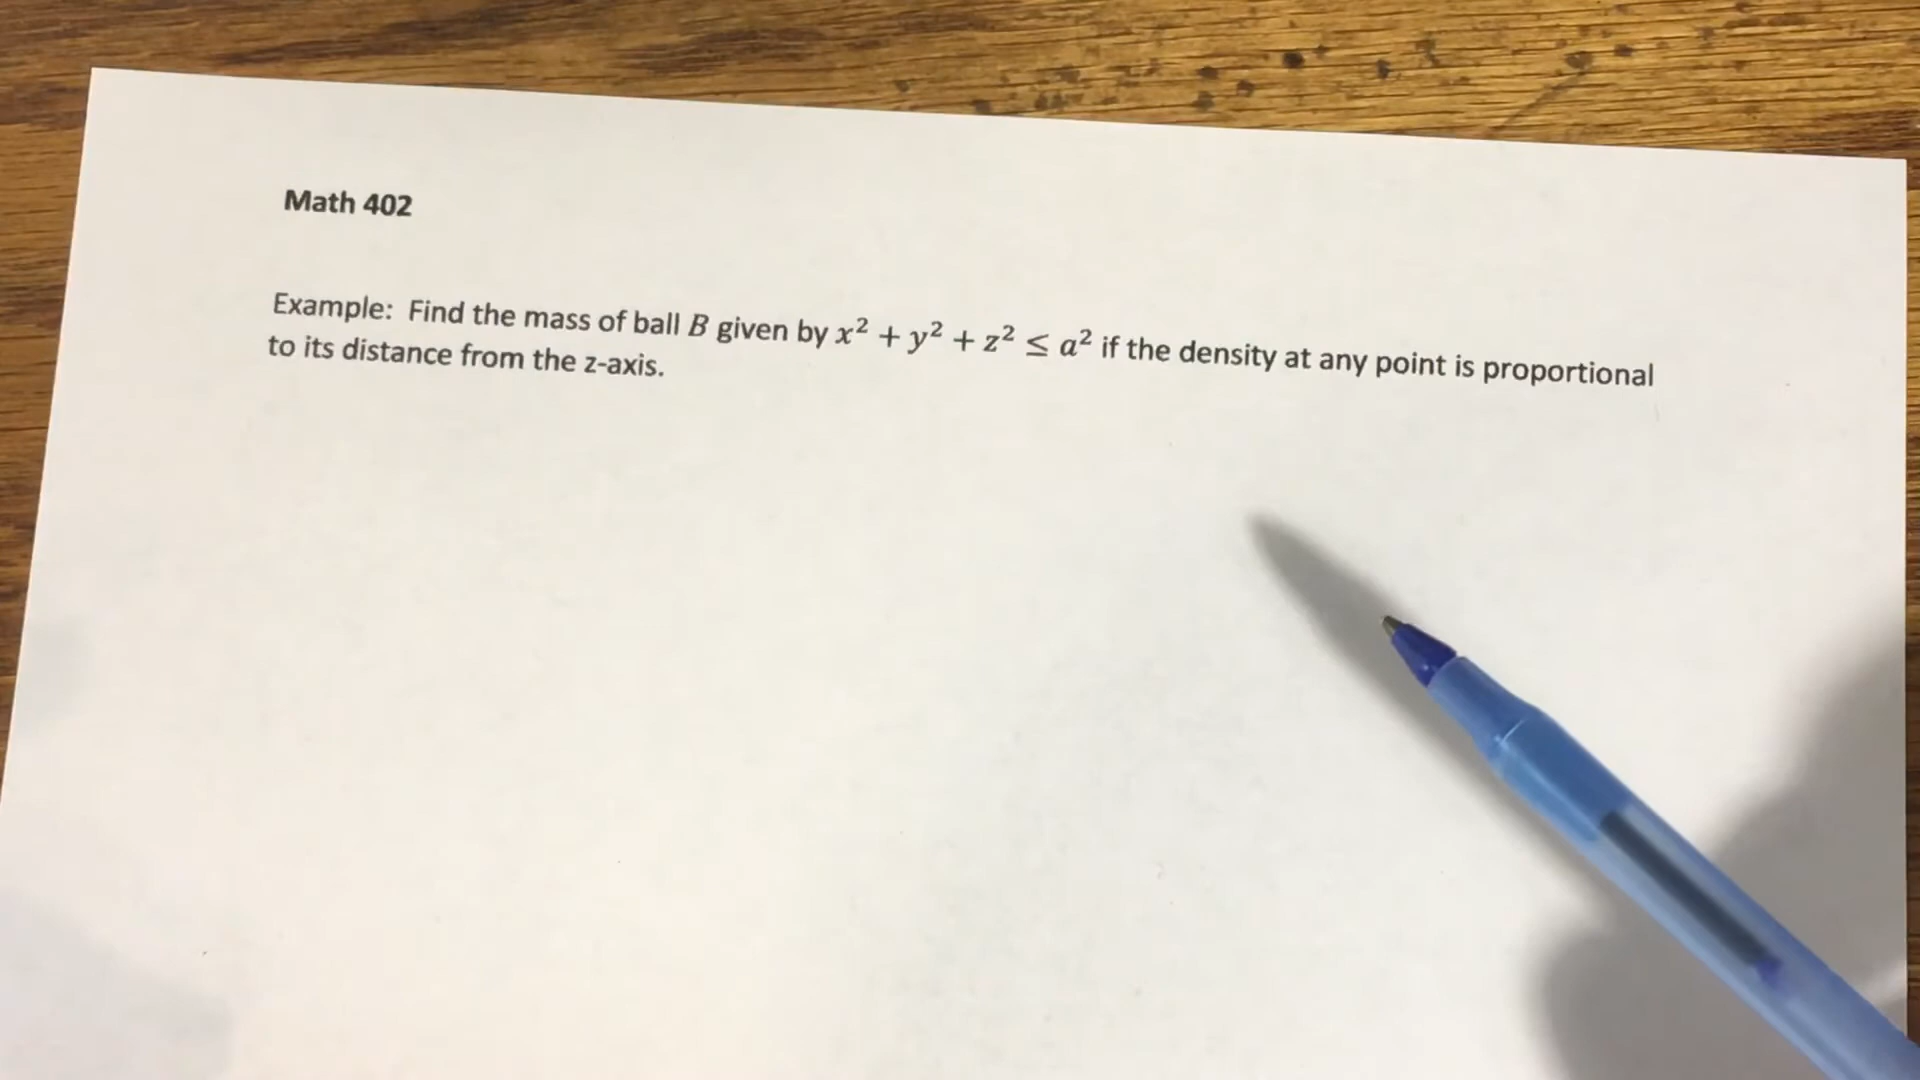 Math 402
Example: Find the mass of ball B given by x² + y² + z² ≤ a² if the density at any point is proportional
to its distance from the z-axis.